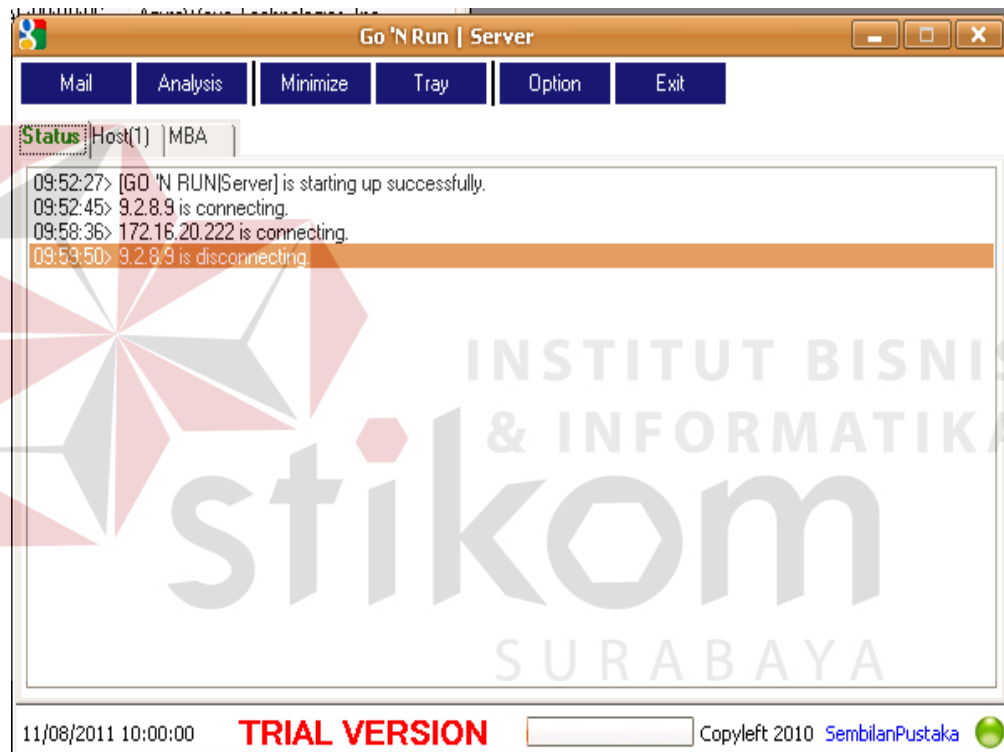 Go 'N Run | Server
Mail Analysis Minimize Tray Option Exit
Status Host(1) MBA
09:52:27> [GO 'N RUN|Server] is starting up successfully.
09:52:45> 9.2.8.9 is connecting.
09:58:36> 172.16.20.222 is connecting.
09:59:50> 9.2.8.9 is disconnecting.
INSTITUT BISNIS
& INFORMATIKA
stikom
SURABAYA
11/08/2011 10:00:00 TRIAL VERSION Copyleft 2010 SembilanPustaka